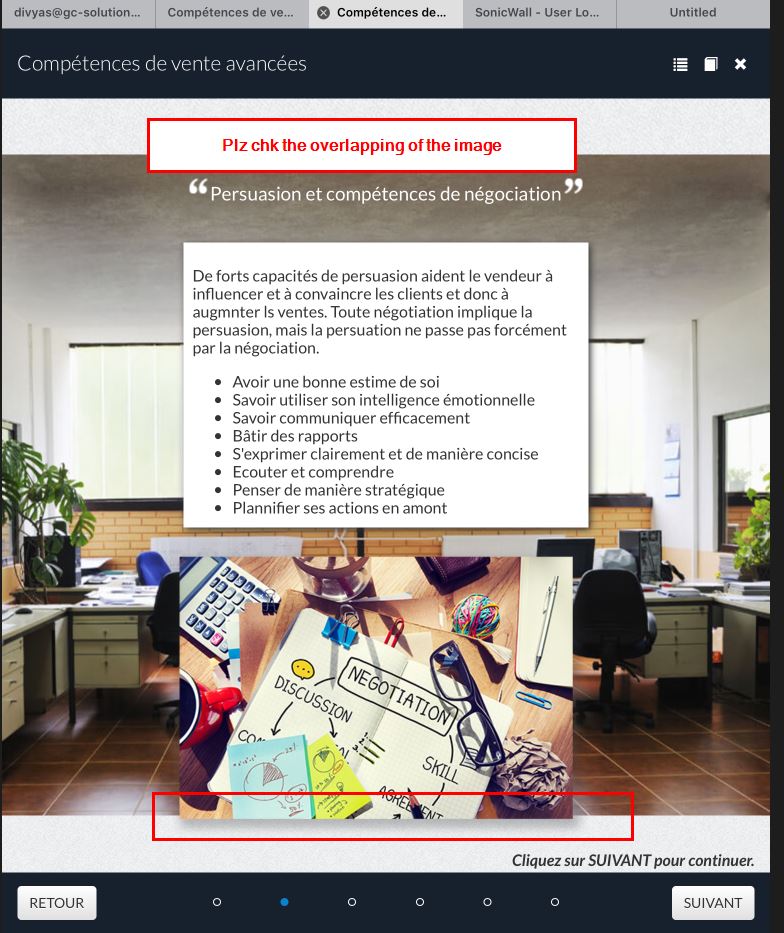 divyas@gc-solution...
Compétences de ve...
Compétences de...
SonicWall - User Lo...
Untitled
Compétences de vente avancées
Plz chk the overlapping of the image
“Persuasion et compétences de négociation”
De forts capacités de persuasion aident le vendeur à
influencer et à convaincre les clients et donc à
augmnter ls ventes. Toute négotiation implique la
persuasion, mais la persuation ne passe pas forcément
par la négociation.
• Avoir une bonne estime de soi
• Savoir utiliser son intelligence émotionnelle
• Savoir communiquer efficacement
• Bâtir des rapports
• S'exprimer clairement et de manière concise
• Ecouter et comprendre
• Penser de manière stratégique
• Plannifier ses actions en amont
NEGOTIATION
DISCUSSION
SKILL
AGREEMENT
Cliquez sur SUIVANT pour continuer.
RETOUR
SUIVANT